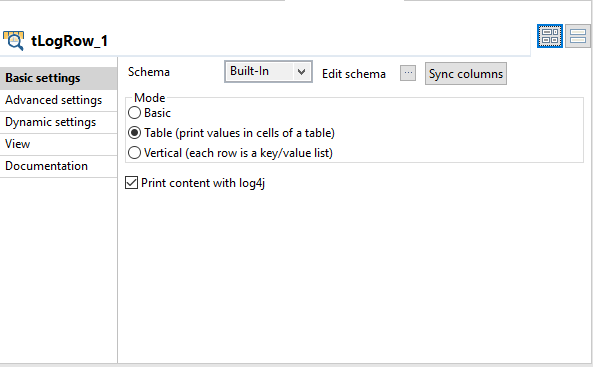 tLogRow_1
Basic settings
Advanced settings
Dynamic settings
View
Documentation
Schema Built-In Edit schema ... Sync columns
Mode
Basic
Table (print values in cells of a table)
Vertical (each row is a key/value list)
Print content with log4j